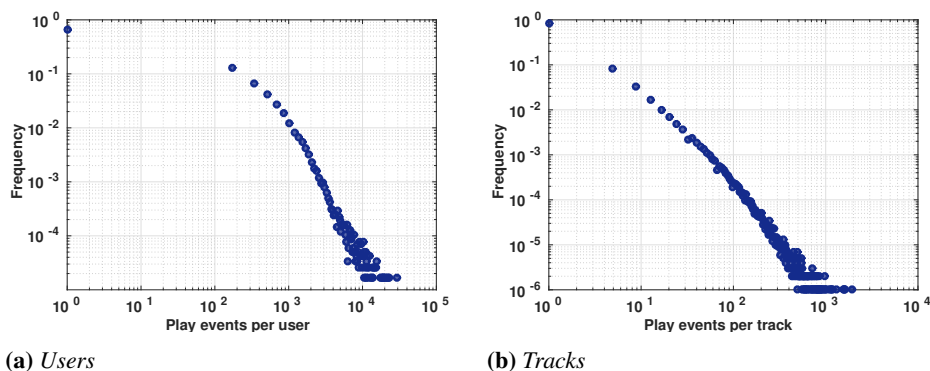 10^0
10^-1
10^-2
10^-3
10^-4
Frequency
10^0 10^1 10^2 10^3 10^4 10^5
Play events per user
(a) Users
10^0
10^-1
10^-2
10^-3
10^-4
10^-5
10^-6
Frequency
10^0 10^1 10^2 10^3 10^4
Play events per track
(b) Tracks